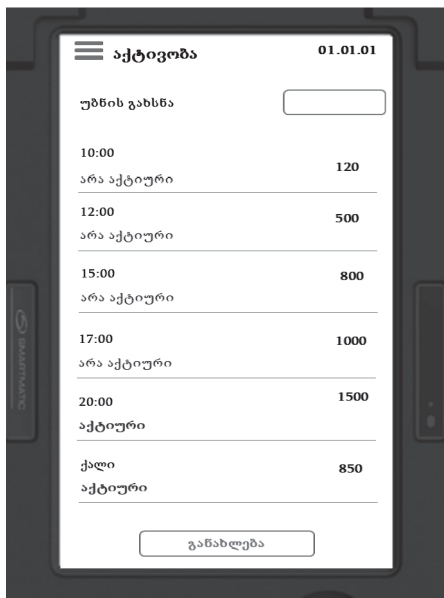 აქტივობა 01.01.01
უბნის გახსნა
10:00
120
არა აქტიური
12:00
500
არა აქტიური
15:00
800
არა აქტიური
17:00
1000
არა აქტიური
20:00
1500
აქტიური
ქალი
850
აქტიური
განახლება
SMARTMATIC